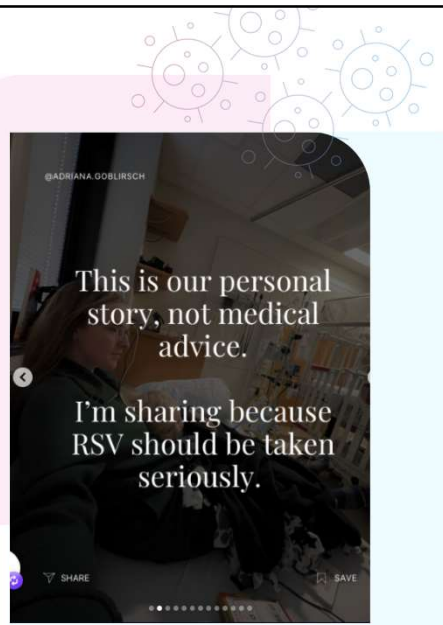 @ADRIANA.GOBLIRSCH
This is our personal
story, not medical
advice.
I'm sharing because
RSV should be taken
seriously.
SHARE
SAVE